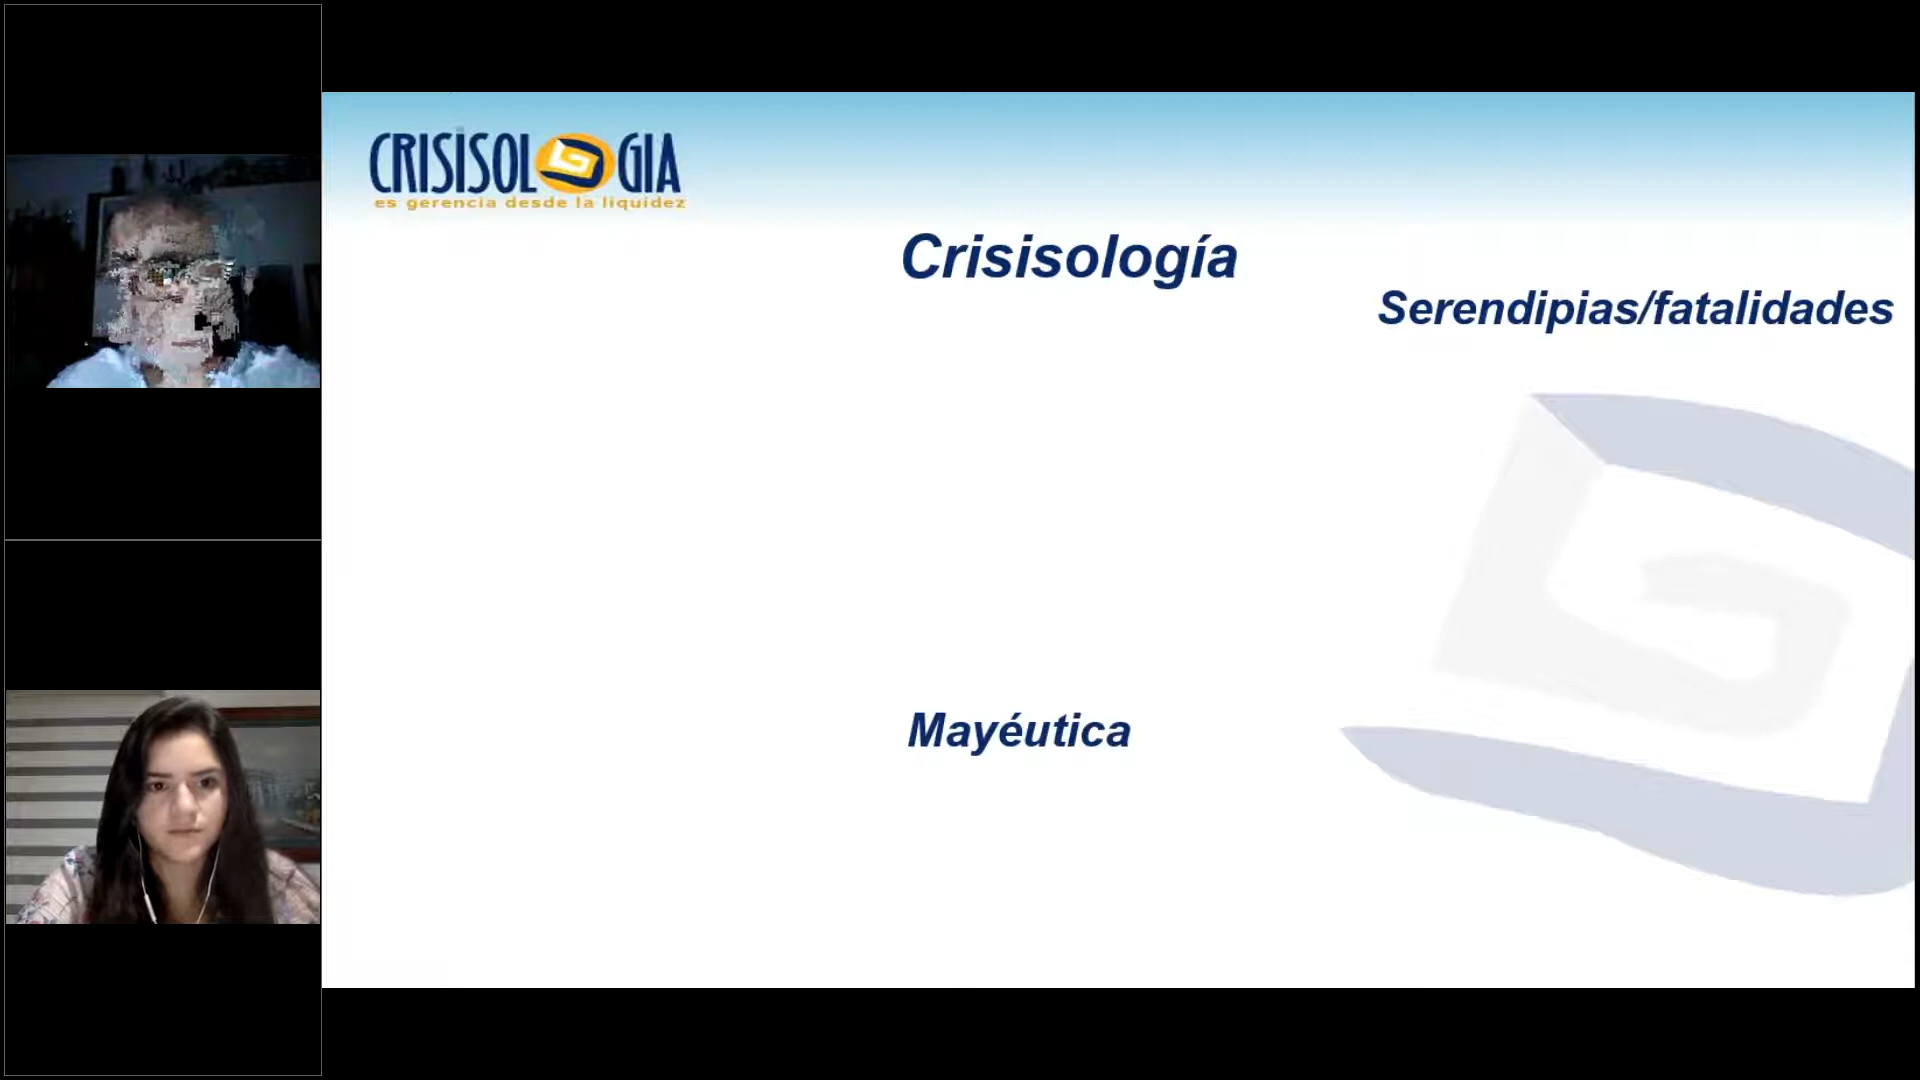 CRISISOLOGIA
es gerencia desde la liquidez
Crisisología
Serendipias/fatalidades
Mayéutica